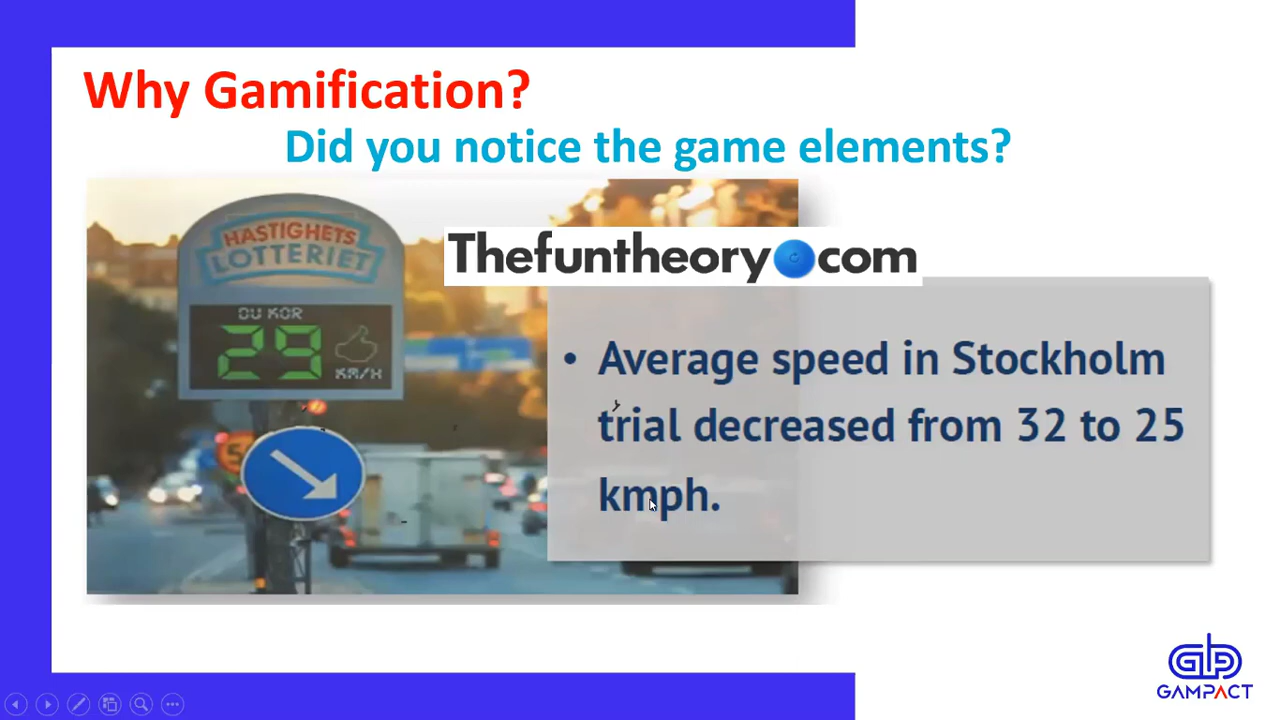 Why Gamification?
Did you notice the game elements?
HASTIGHETS
LOTTERIET
DU KÖR
29
KM/H
Thefuntheory.com
• Average speed in Stockholm
trial decreased from 32 to 25
kmph.
GAMPACT